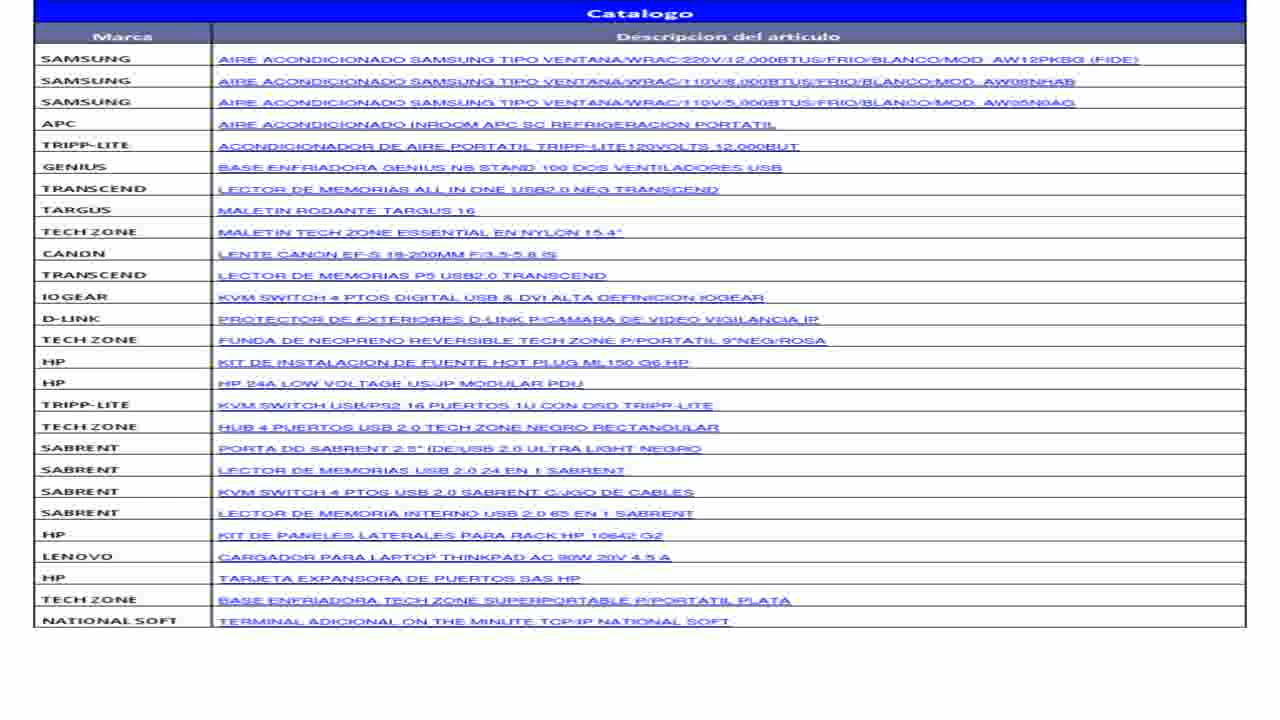 Catalogo
Marca Descripcion del articulo
SAMSUNG AIRE ACONDICIONADO SAMSUNG TIPO VENTANA/WRAC/220V/12,000BTUS/FRIO/BLANCO/MOD. AW12PKBG (FIDE)
SAMSUNG AIRE ACONDICIONADO SAMSUNG TIPO VENTANA/WRAC/110V/8,000BTUS/FRIO/BLANCO/MOD. AW08NHAB
SAMSUNG AIRE ACONDICIONADO SAMSUNG TIPO VENTANA/WRAC/110V/5,000BTUS/FRIO/BLANCO/MOD. AW05N0AG
APC AIRE ACONDICIONADO INROOM APC SC REFRIGERACION PORTATIL
TRIPP-LITE ACONDICIONADOR DE AIRE PORTATIL TRIPP-LITE120VOLTS 12,000BUT
GENIUS BASE ENFRIADORA GENIUS NB STAND 100 DOS VENTILADORES USB
TRANSCEND LECTOR DE MEMORIAS ALL IN ONE USB2.0 NEG TRANSCEND
TARGUS MALETIN RODANTE TARGUS 16
TECH ZONE MALETIN TECH ZONE ESSENTIAL EN NYLON 15.4"
CANON LENTE CANON EF-S 18-200MM F/3.5-5.6 IS
TRANSCEND LECTOR DE MEMORIAS P5 USB2.0 TRANSCEND
IOGEAR KVM SWITCH 4 PTOS DIGITAL USB & DVI ALTA DEFINICION IOGEAR
D-LINK PROTECTOR DE EXTERIORES D-LINK P/CAMARA DE VIDEO VIGILANCIA IP
TECH ZONE FUNDA DE NEOPRENO REVERSIBLE TECH ZONE P/PORTATIL 9"NEG/ROSA
HP KIT DE INSTALACION DE FUENTE HOT PLUG ML150 G6 HP
HP HP 24A LOW VOLTAGE US/JP MODULAR PDU
TRIPP-LITE KVM SWITCH USB/PS2 16 PUERTOS 1U CON OSD TRIPP-LITE
TECH ZONE HUB 4 PUERTOS USB 2.0 TECH ZONE NEGRO RECTANGULAR
SABRENT PORTA DD SABRENT 2.5" IDE/USB 2.0 ULTRA LIGHT NEGRO
SABRENT LECTOR DE MEMORIAS USB 2.0 24 EN 1 SABRENT
SABRENT KVM SWITCH 4 PTOS USB 2.0 SABRENT C/JGO DE CABLES
SABRENT LECTOR DE MEMORIA INTERNO USB 2.0 65 EN 1 SABRENT
HP KIT DE PANELES LATERALES PARA RACK HP 10642 G2
LENOVO CARGADOR PARA LAPTOP THINKPAD AC 90W 20V 4.5 A
HP TARJETA EXPANSORA DE PUERTOS SAS HP
TECH ZONE BASE ENFRIADORA TECH ZONE SUPERPORTABLE P/PORTATIL PLATA
NATIONAL SOFT TERMINAL ADICIONAL ON THE MINUTE TCP-IP NATIONAL SOFT